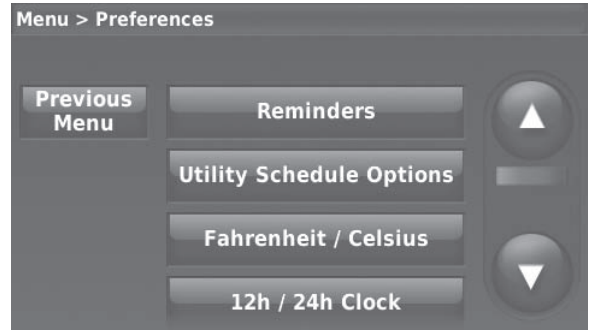 Menu > Preferences
Previous
Menu
Reminders
Utility Schedule Options
Fahrenheit / Celsius
12h / 24h Clock